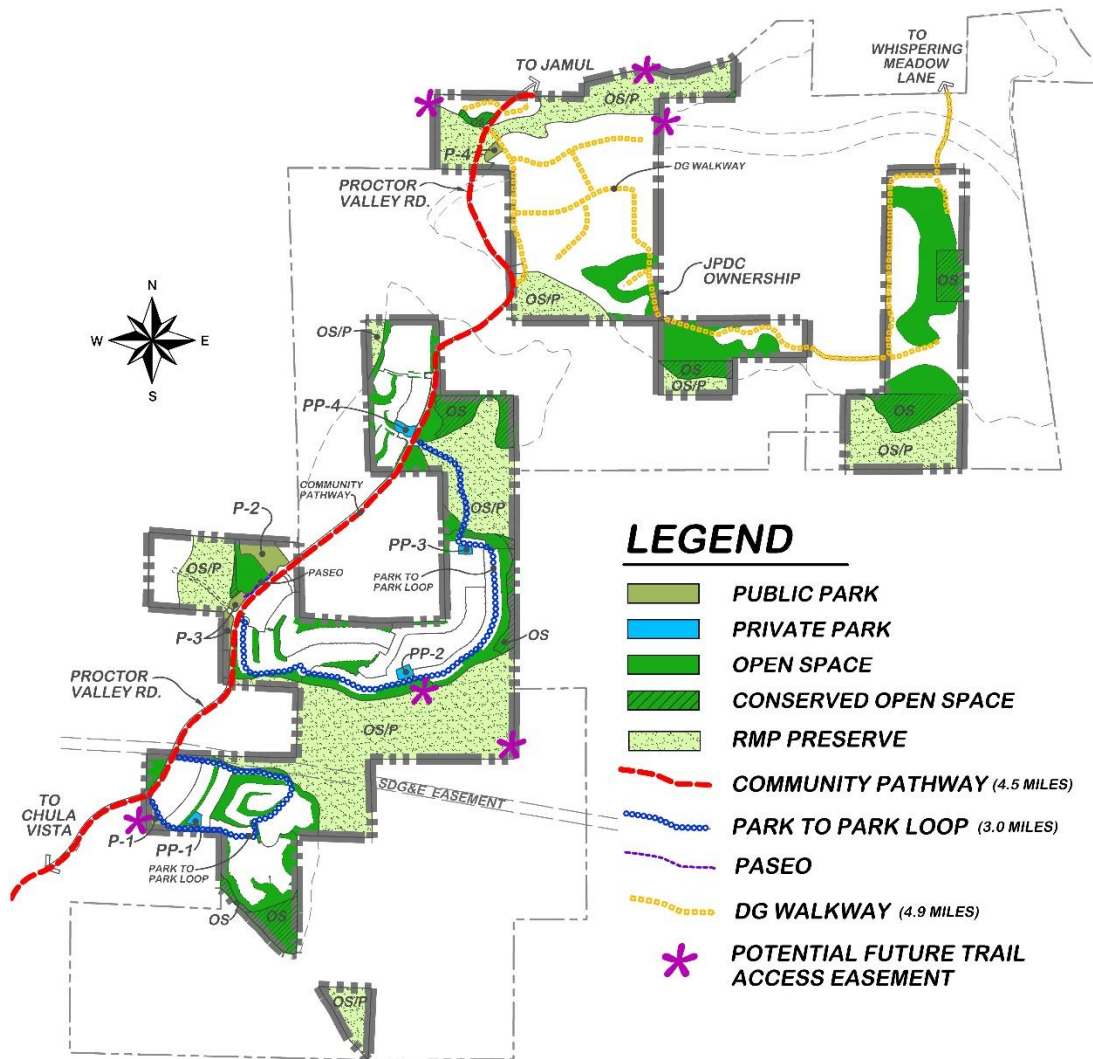 TO
WHISPERING
MEADOW
LANE
TO JAMUL
OS/P
OS
P-4
DG WALKWAY
PROCTOR
VALLEY RD.
JPDC
OWNERSHIP
OS
OS/P
N
W
E
S
OS/P
OS
OS/P
PP-4
OS
OS
OS/P
COMMUNITY
PATHWAY
OS/P
P-2
PP-3
OS/P
PASEO
PARK TO
PARK LOOP
P-3
OS
PP-2
PROCTOR
VALLEY RD.
OS/P
SDG&E EASEMENT
TO
CHULA
VISTA
P-1
PP-1
PARK TO
PARK LOOP
OS
OS
OS/P
LEGEND
PUBLIC PARK
PRIVATE PARK
OPEN SPACE
CONSERVED OPEN SPACE
RMP PRESERVE
COMMUNITY PATHWAY (4.5 MILES)
PARK TO PARK LOOP (3.0 MILES)
PASEO
DG WALKWAY (4.9 MILES)
POTENTIAL FUTURE TRAIL
ACCESS EASEMENT